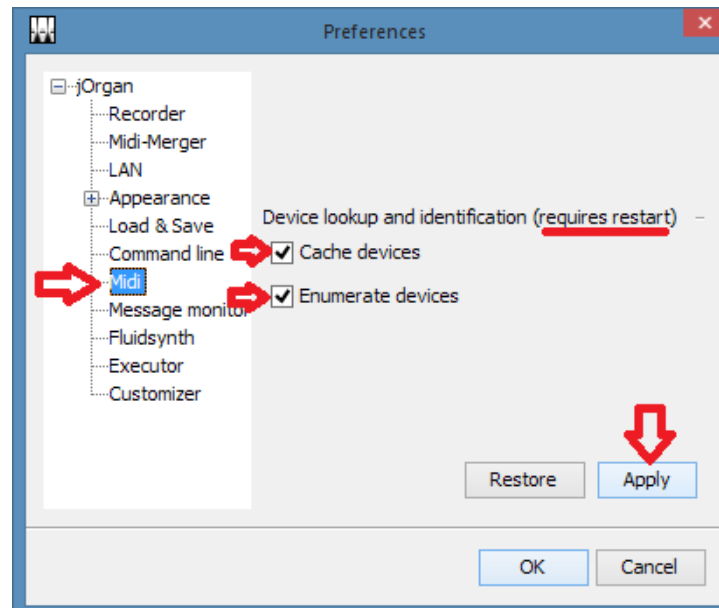 Preferences
jOrgan
Recorder
Midi-Merger
LAN
Appearance
Load & Save
Command line
Midi
Message monitor
Fluidsynth
Executor
Customizer
Device lookup and identification (requires restart)
Cache devices
Enumerate devices
Restore
Apply
OK
Cancel